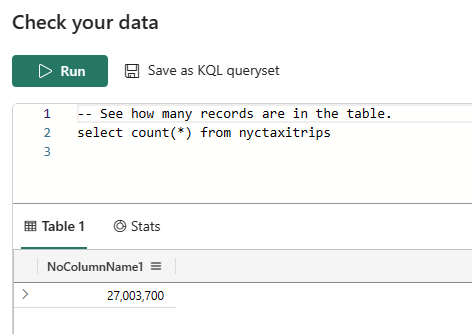 Check your data
Run
Save as KQL queryset
1 -- See how many records are in the table.
2 select count(*) from nyctaxitrips
3
Table 1
Stats
NoColumnName1
27,003,700